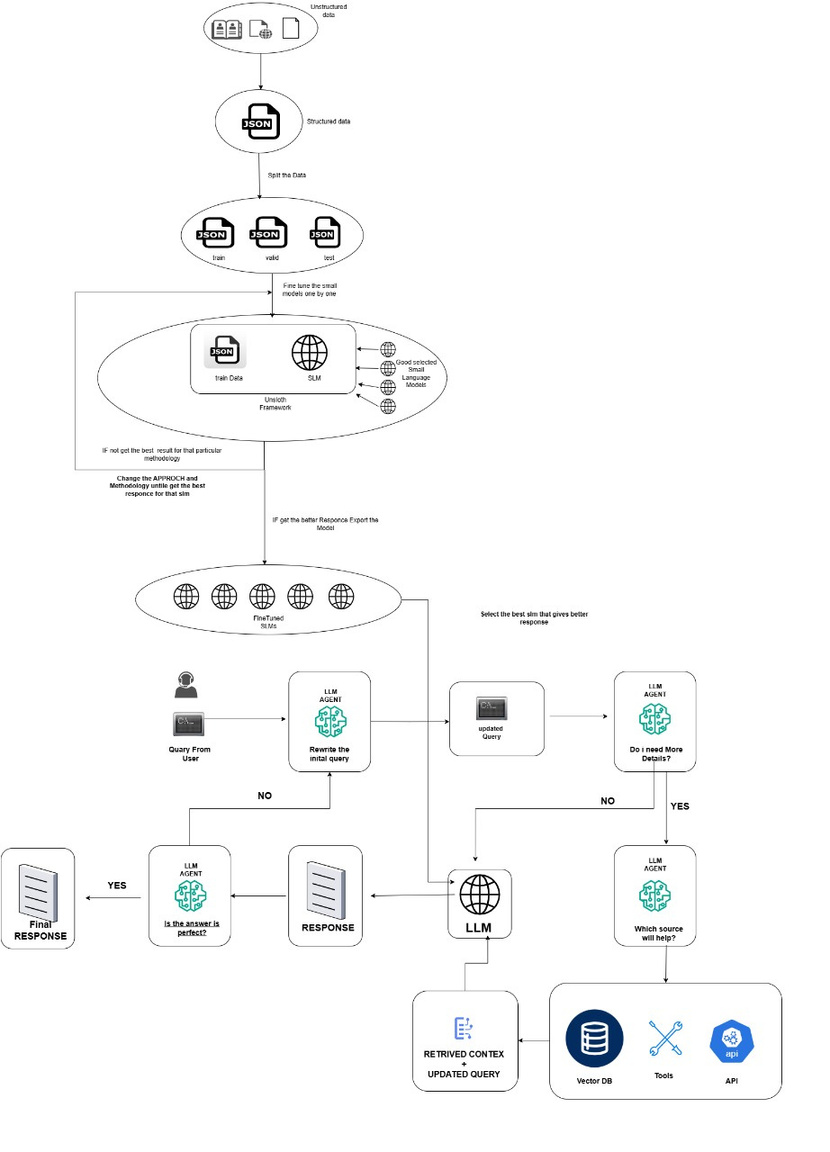 Unstructured
data
JSON
Structured data
Split the Data
JSON
JSON
JSON
train
valid
test
Fine tune the small
models one by one
JSON
train Data
SLM
Good selected
Small
Language
Models
Unsloth
Framework
IF not get the best result for that particular
methodology
Change the APPROCH and
Methodology untile get the best
responce for that slm
IF get the better Responce Export the
Model
FineTuned
SLMs
Select the best slm that gives better
response
LLM
AGENT
Rewrite the
inital query
C:\_
Quary From
User
C:\_
updated
Query
LLM
AGENT
Do i need More
Details?
NO
NO
YES
Final
RESPONSE
YES
LLM
AGENT
Is the answer is
perfect?
RESPONSE
LLM
LLM
AGENT
Which source
will help?
RETRIVED CONTEX
+
UPDATED QUERY
Vector DB
Tools
api
API